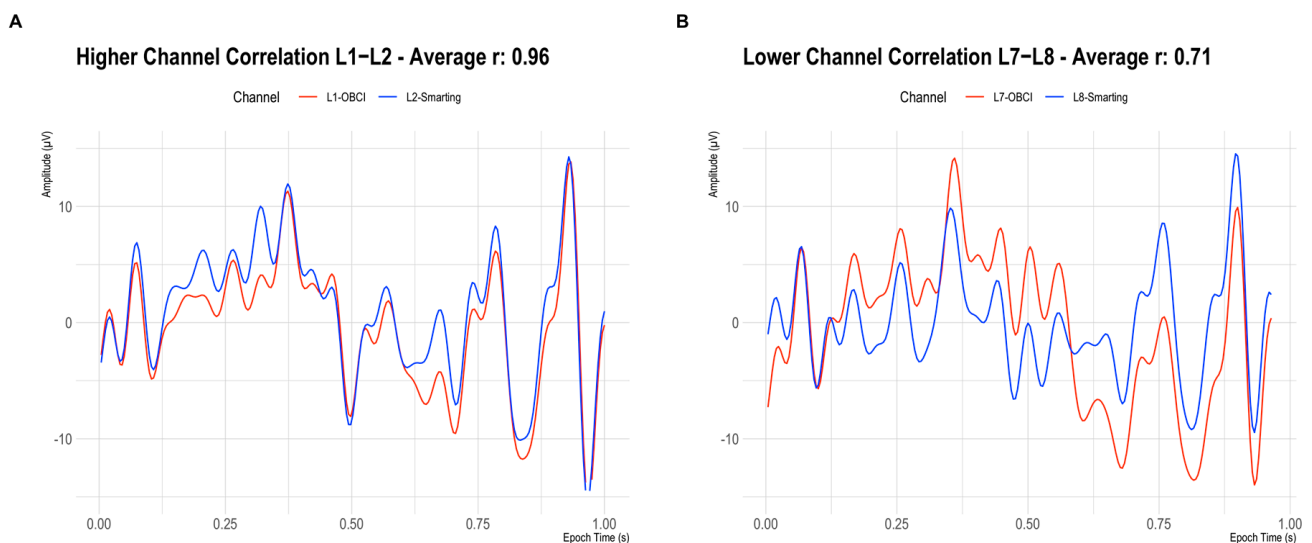 A
Higher Channel Correlation L1−L2 - Average r: 0.96
Channel L1-OBCI L2-Smarting
Amplitude (µV)
10
0
-10
0.00 0.25 0.50 0.75 1.00
Epoch Time (s)
B
Lower Channel Correlation L7−L8 - Average r: 0.71
Channel L7-OBCI L8-Smarting
Amplitude (µV)
10
0
-10
0.00 0.25 0.50 0.75 1.00
Epoch Time (s)